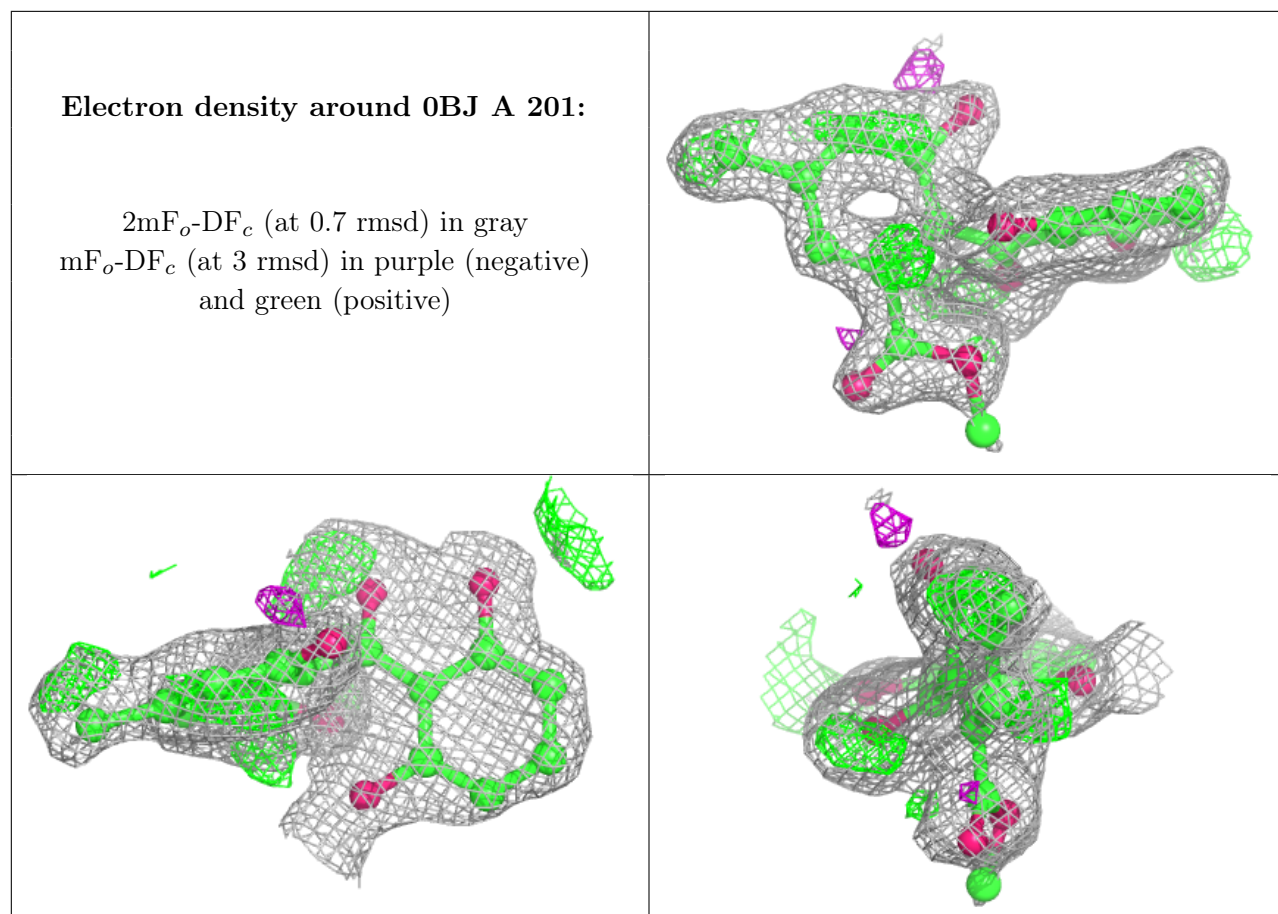 Electron density around 0BJ A 201:
2mFₒ-DF𝒸 (at 0.7 rmsd) in gray
mFₒ-DF𝒸 (at 3 rmsd) in purple (negative)
and green (positive)